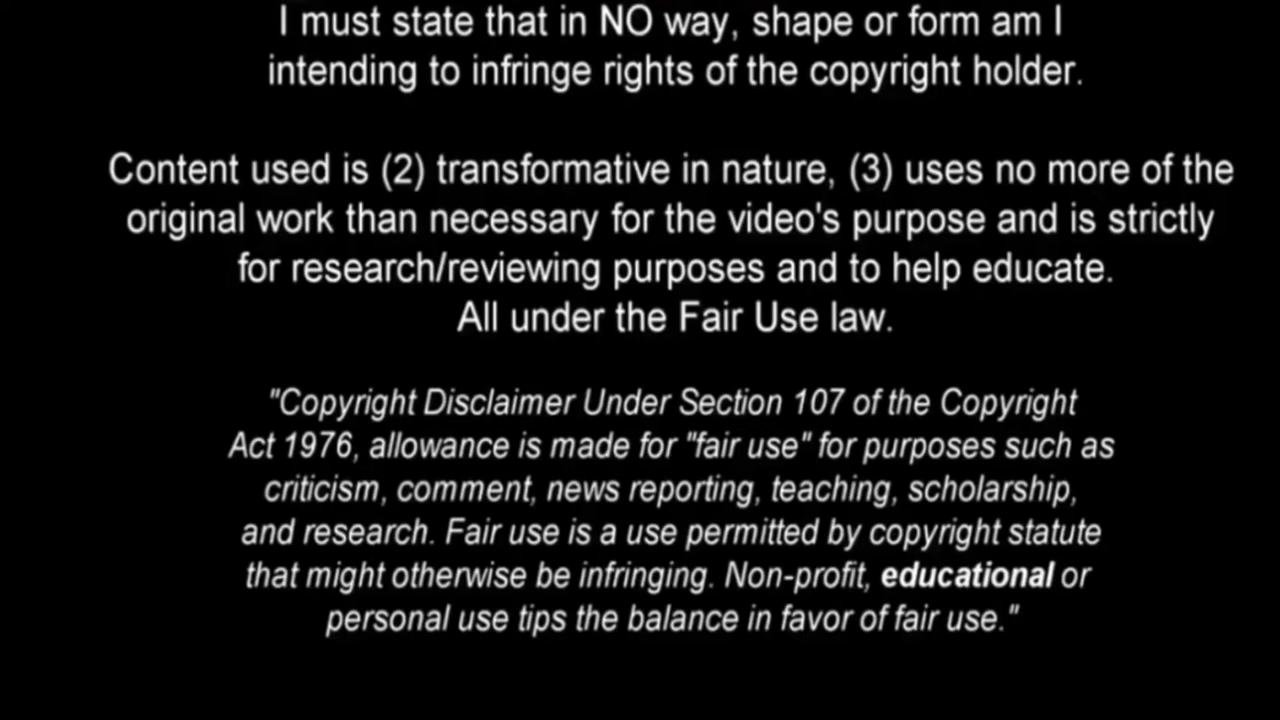 I must state that in NO way, shape or form am I
intending to infringe rights of the copyright holder.
Content used is (2) transformative in nature, (3) uses no more of the
original work than necessary for the video's purpose and is strictly
for research/reviewing purposes and to help educate.
All under the Fair Use law.
"Copyright Disclaimer Under Section 107 of the Copyright
Act 1976, allowance is made for "fair use" for purposes such as
criticism, comment, news reporting, teaching, scholarship,
and research. Fair use is a use permitted by copyright statute
that might otherwise be infringing. Non-profit, educational or
personal use tips the balance in favor of fair use."